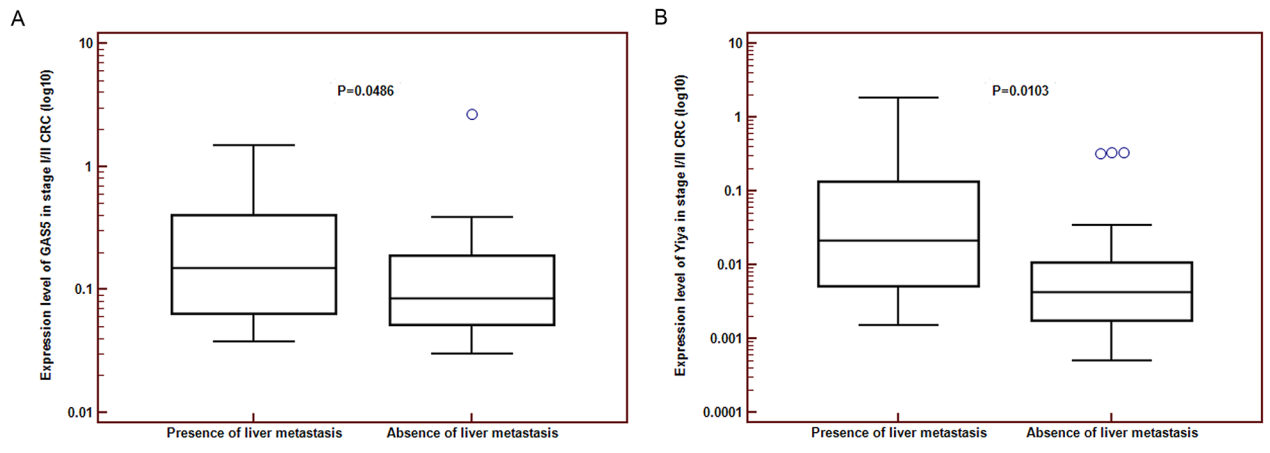 A
Expression level of GAS5 in stage I/II CRC (log10)
10
1
0.1
0.01
P=0.0486
Presence of liver metastasis
Absence of liver metastasis
B
Expression level of Yiya in stage I/II CRC (log10)
10
1
0.1
0.01
0.001
0.0001
P=0.0103
Presence of liver metastasis
Absence of liver metastasis